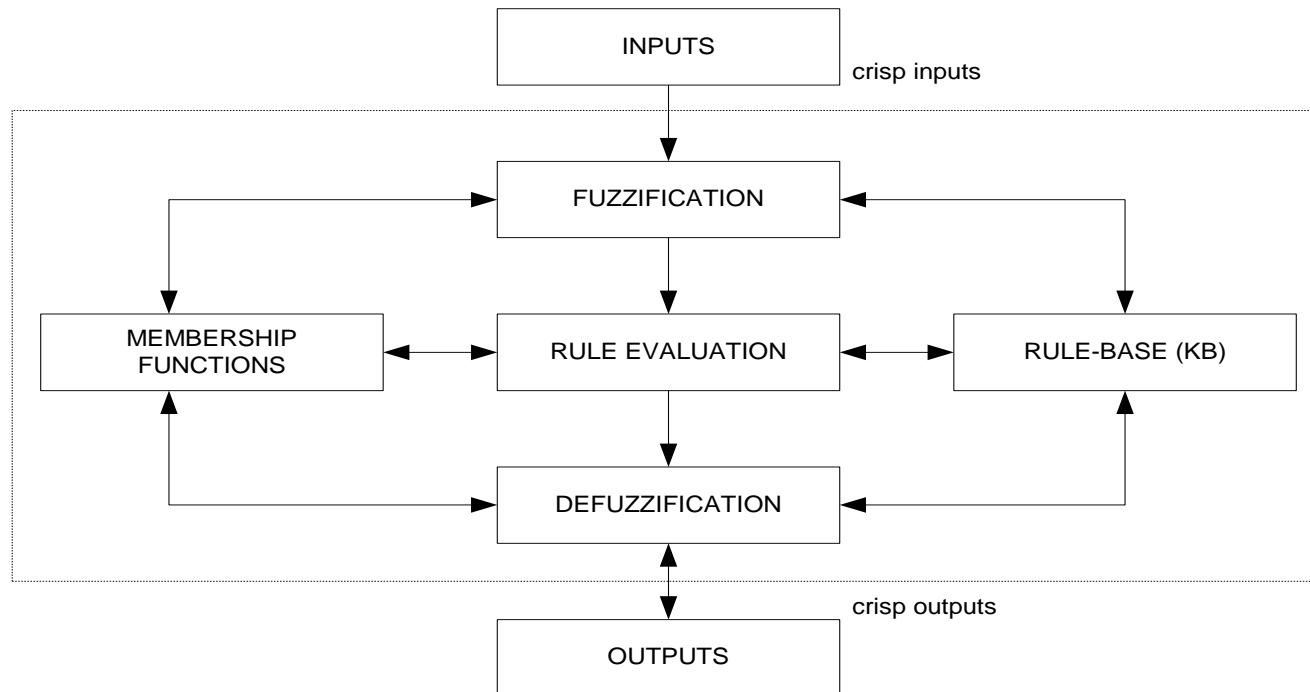 INPUTS
crisp inputs
FUZZIFICATION
MEMBERSHIP
FUNCTIONS
RULE EVALUATION
RULE-BASE (KB)
DEFUZZIFICATION
crisp outputs
OUTPUTS